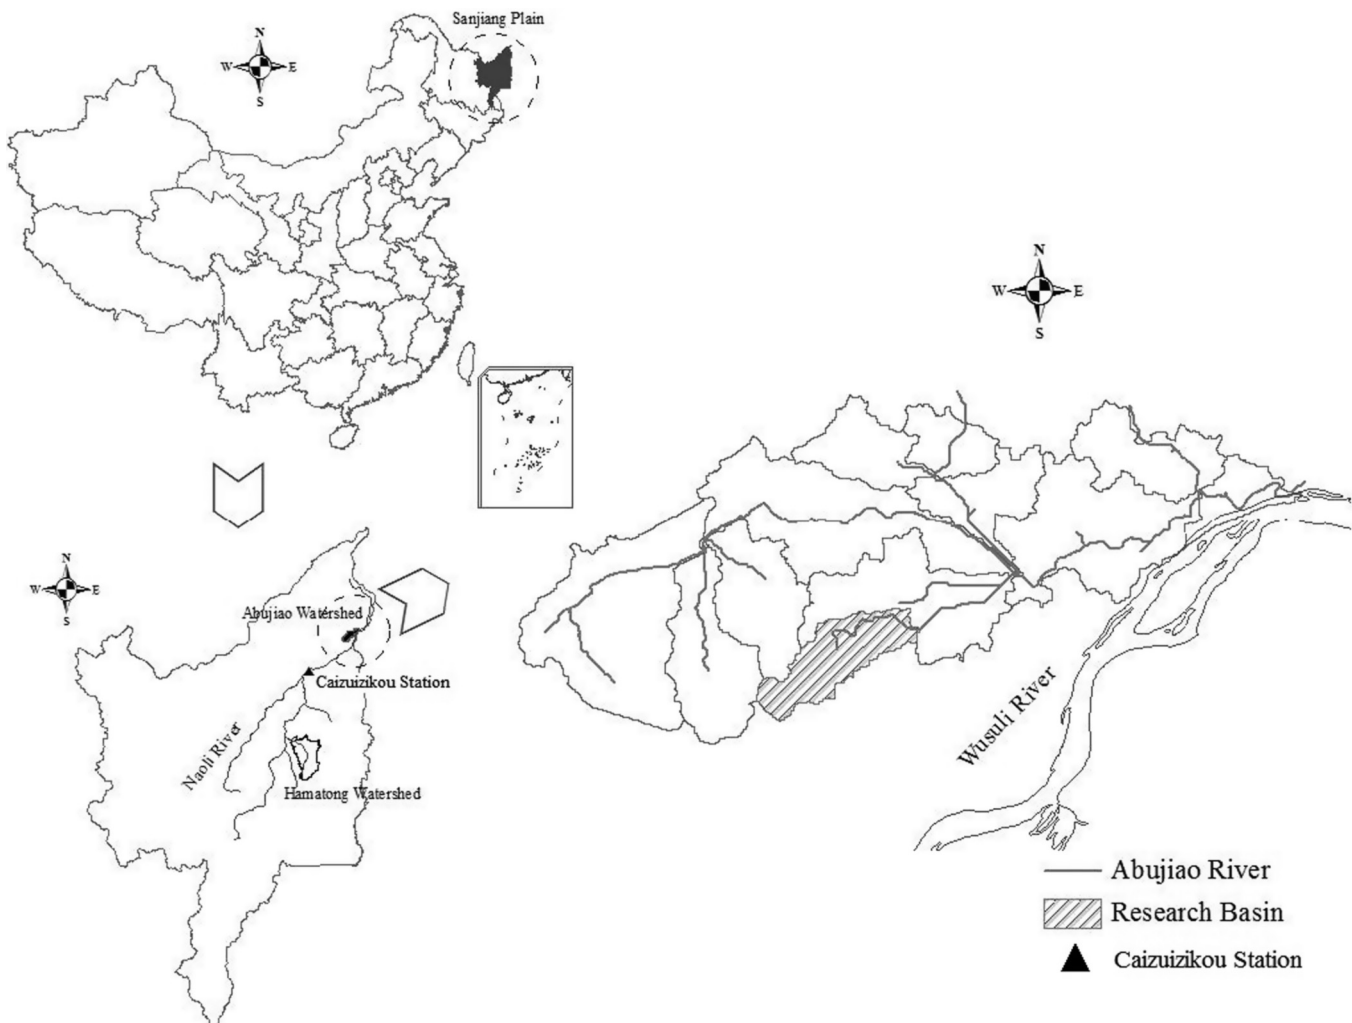 Sanjiang Plain
N
W
E
S
N
W
E
S
N
W
E
S
Abujiao Watershed
Caizuizikou Station
Naoli River
Hamatong Watershed
Wusuli River
Abujiao River
Research Basin
Caizuizikou Station